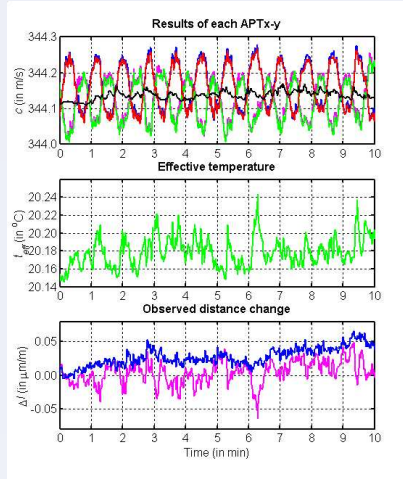 Results of each APTx-y
c (in m/s)
344.3
344.2
344.1
344.0
0 1 2 3 4 5 6 7 8 9 10
Effective temperature
t_eff (in °C)
20.24
20.22
20.20
20.18
20.16
20.14
0 1 2 3 4 5 6 7 8 9 10
Observed distance change
Δl (in μm/m)
0.05
0.00
-0.05
0 1 2 3 4 5 6 7 8 9 10
Time (in min)